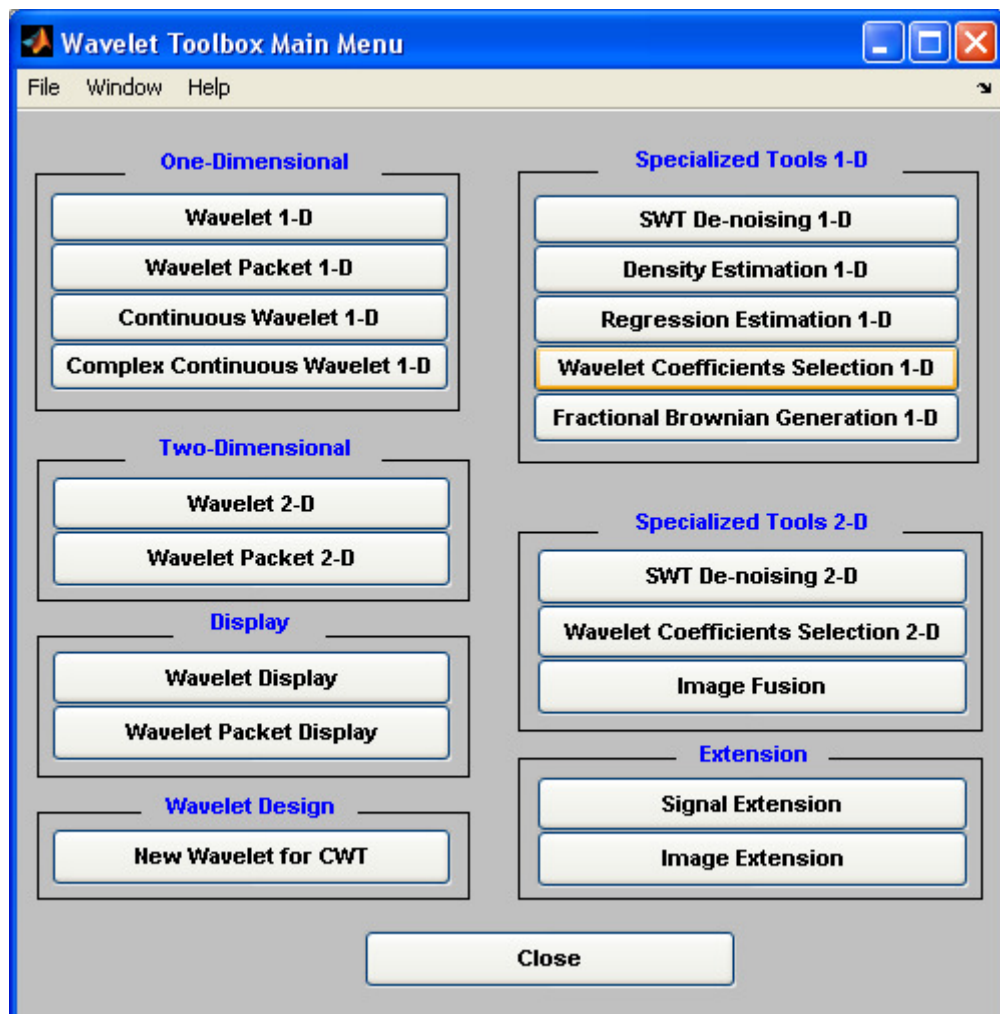 Wavelet Toolbox Main Menu
File Window Help
One-Dimensional
Wavelet 1-D
Wavelet Packet 1-D
Continuous Wavelet 1-D
Complex Continuous Wavelet 1-D
Two-Dimensional
Wavelet 2-D
Wavelet Packet 2-D
Display
Wavelet Display
Wavelet Packet Display
Wavelet Design
New Wavelet for CWT
Specialized Tools 1-D
SWT De-noising 1-D
Density Estimation 1-D
Regression Estimation 1-D
Wavelet Coefficients Selection 1-D
Fractional Brownian Generation 1-D
Specialized Tools 2-D
SWT De-noising 2-D
Wavelet Coefficients Selection 2-D
Image Fusion
Extension
Signal Extension
Image Extension
Close